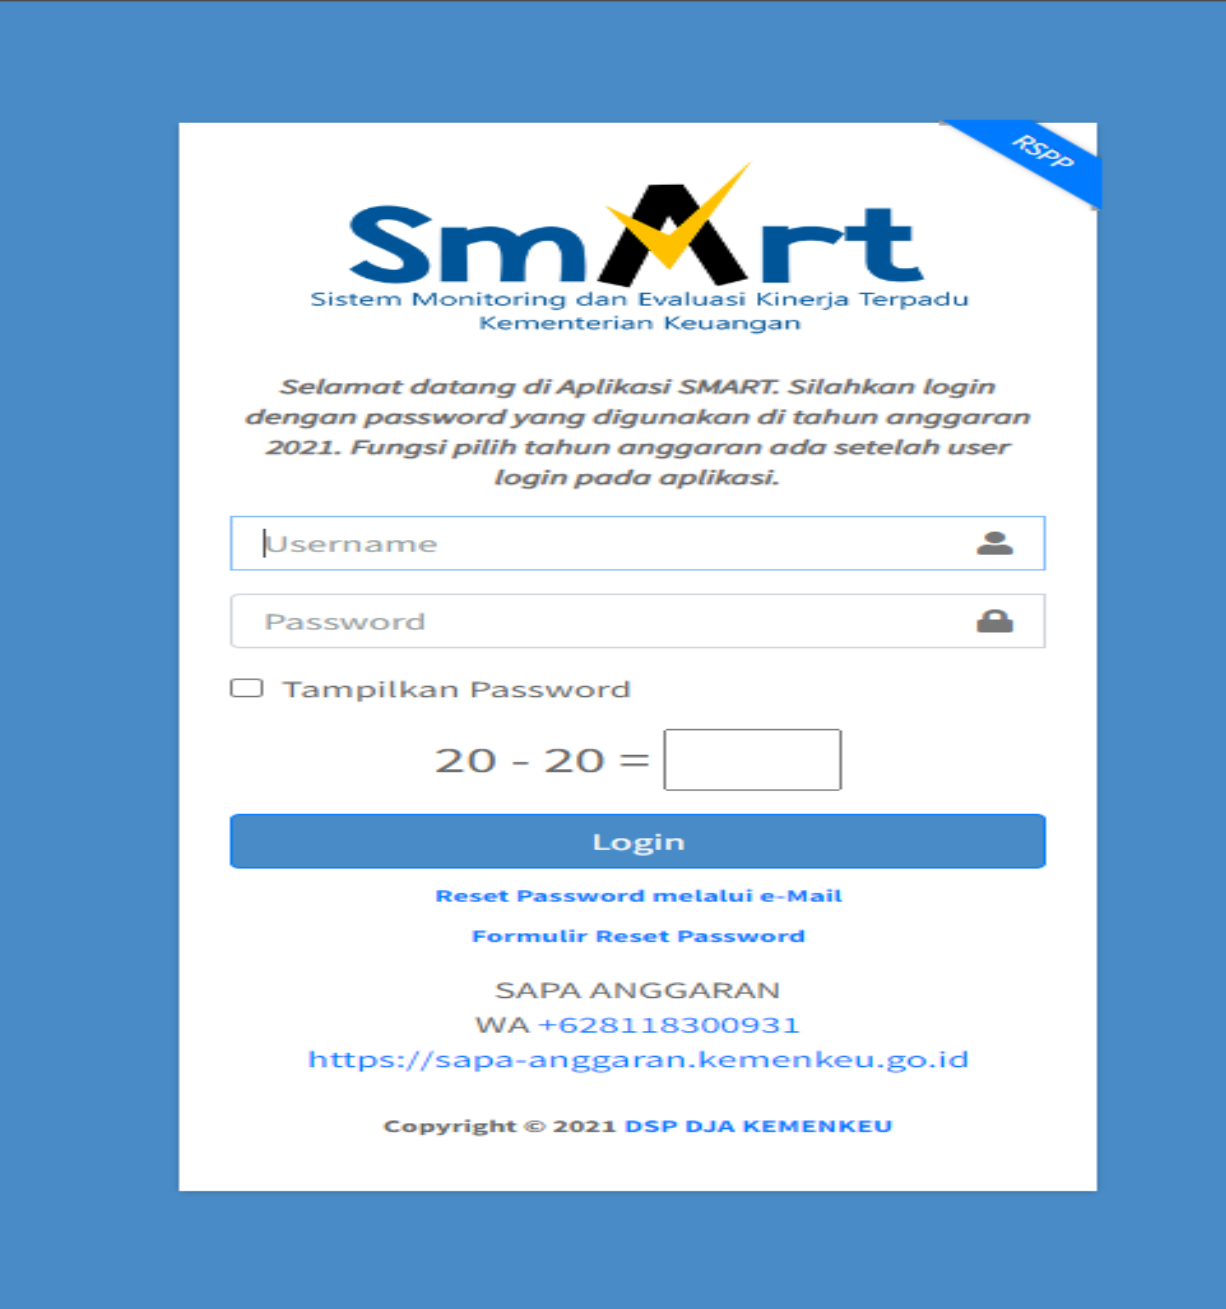 RSPP
SmArt
Sistem Monitoring dan Evaluasi Kinerja Terpadu
Kementerian Keuangan
Selamat datang di Aplikasi SMART. Silahkan login
dengan password yang digunakan di tahun anggaran
2021. Fungsi pilih tahun anggaran ada setelah user
login pada aplikasi.
Username
Password
Tampilkan Password
20 - 20 =
Login
Reset Password melalui e-Mail
Formulir Reset Password
SAPA ANGGARAN
WA +628118300931
https://sapa-anggaran.kemenkeu.go.id
Copyright © 2021 DSP DJA KEMENKEU